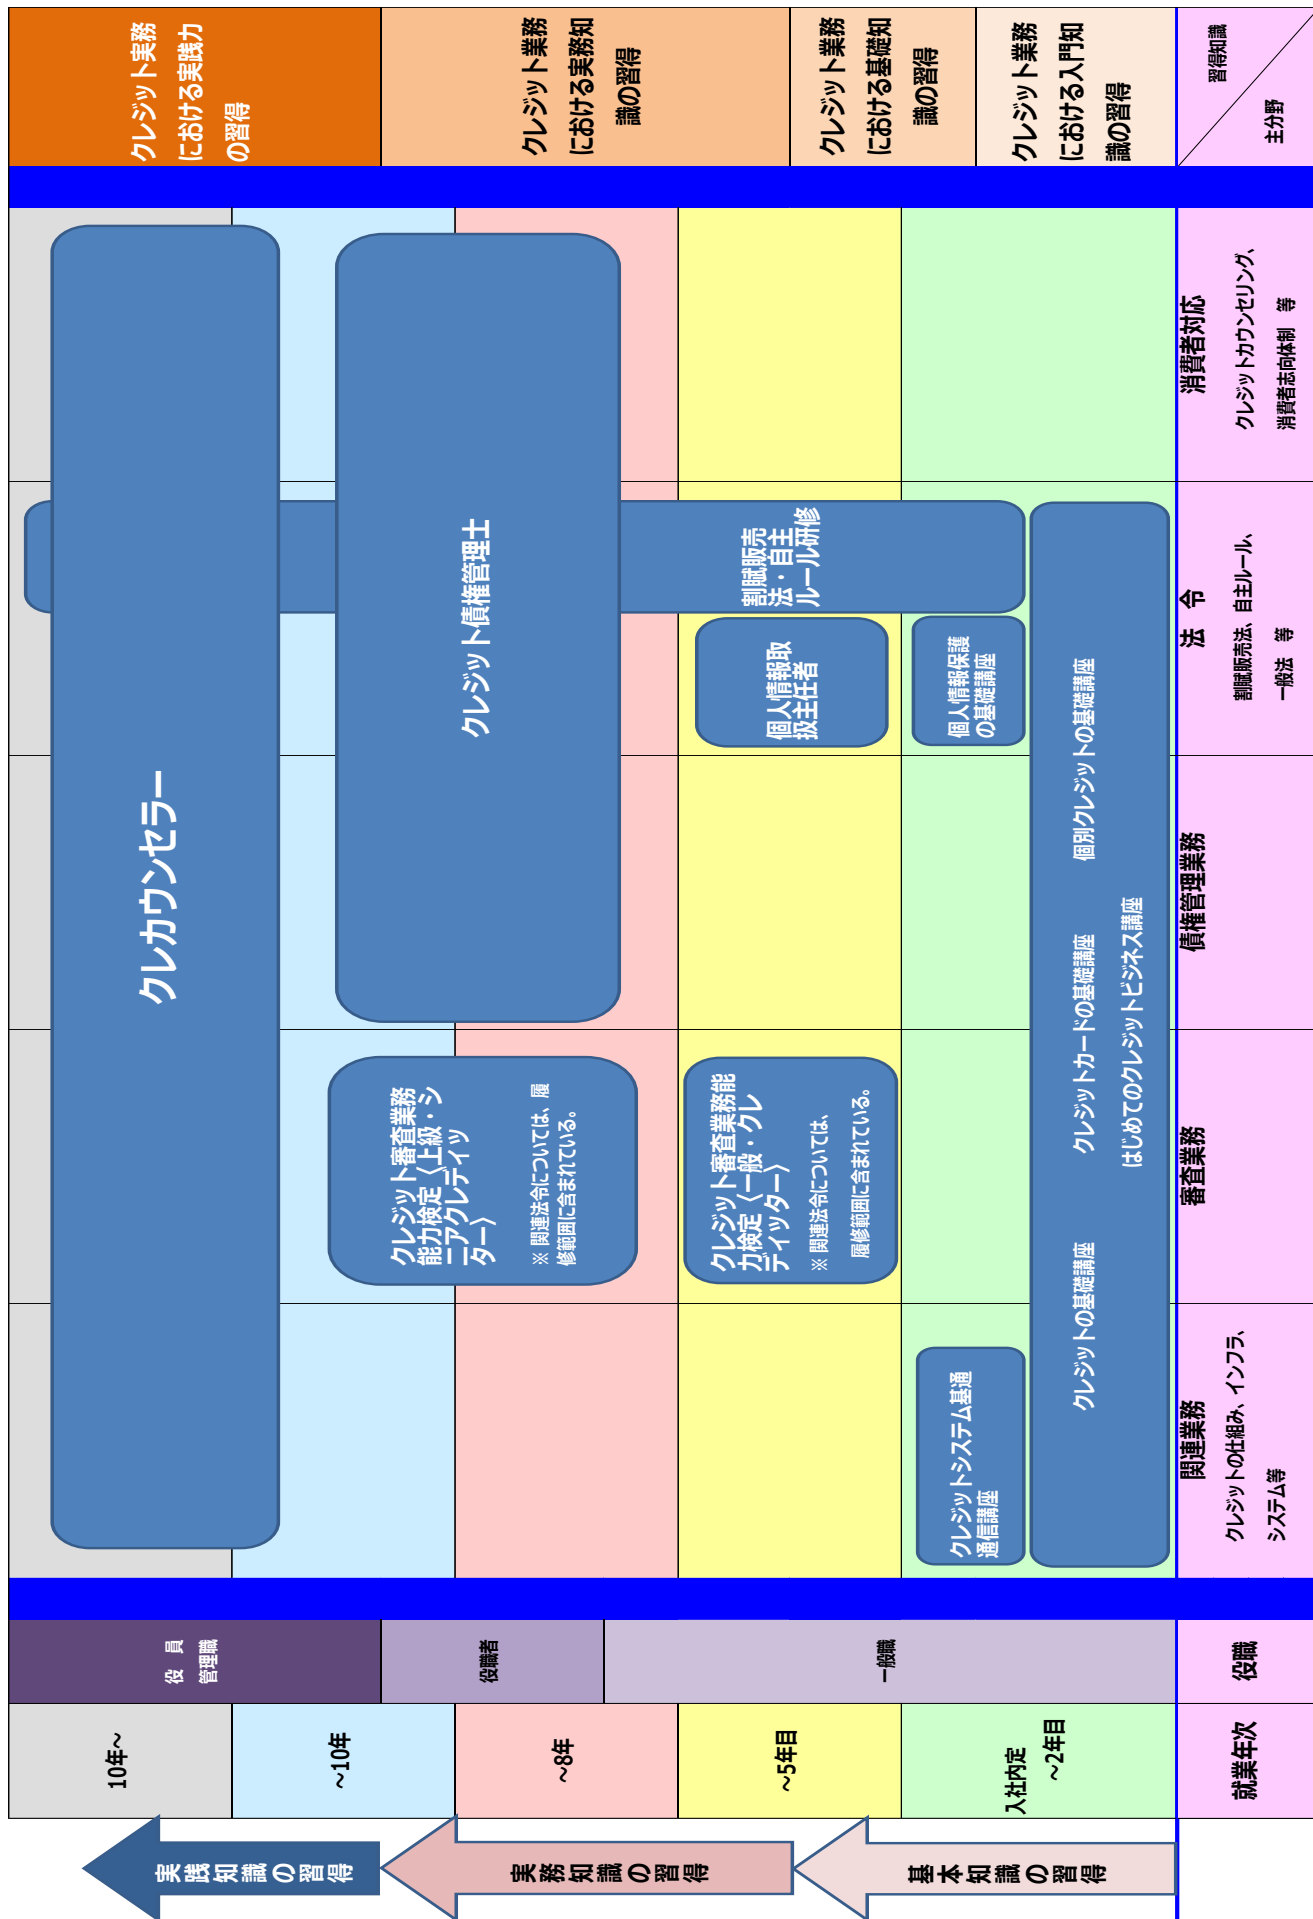 実践知識の習得
10年～
役　員
管理職
クレカウンセラー
クレジット実務
における実践力
の習得
～10年
実務知識の習得
～8年
役職者
クレジット審査業務
能力検定〈上級・シ
ニアクレディッ
ター〉
※ 関連法令については、履
修範囲に含まれている。
クレジット債権管理士
クレジット業務
における実務知
識の習得
～5年目
一般職
クレジット審査業務能
力検定〈一般・クレ
ディッター〉
※ 関連法令については、
履修範囲に含まれている。
個人情報取
扱主任者
割賦販売
法・自主
ルール研修
クレジット業務
における基礎知
識の習得
基本知識の習得
入社内定
～2年目
クレジットシステム基通
通信講座
個人情報保護
の基礎講座
クレジットの基礎講座　クレジットカードの基礎講座　個別クレジットの基礎講座
はじめてのクレジットビジネス講座
クレジット業務
における入門知
識の習得
就業年次
役職
関連業務
クレジットの仕組み、インフラ、
システム等
審査業務
債権管理業務
法　令
割賦販売法、自主ルール、
一般法　等
消費者対応
クレジットカウンセリング、
消費者志向体制　等
習得知識
主分野